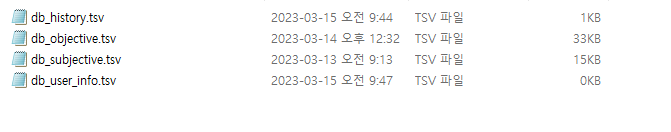 db_history.tsv 2023-03-15 오전 9:44 TSV 파일 1KB
db_objective.tsv 2023-03-14 오후 12:32 TSV 파일 33KB
db_subjective.tsv 2023-03-13 오전 9:13 TSV 파일 15KB
db_user_info.tsv 2023-03-15 오전 9:47 TSV 파일 0KB